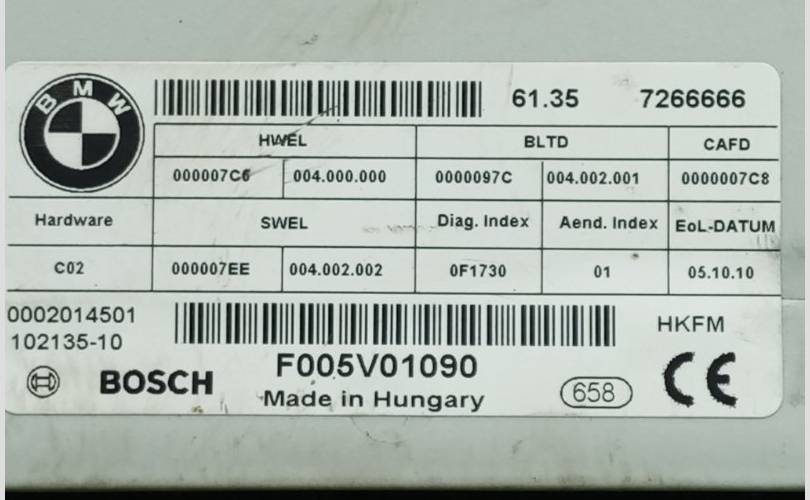 BMW
61.35 7266666
HWEL BLTD CAFD
000007C6 004.000.000 0000097C 004.002.001 0000007C8
Hardware SWEL Diag. Index Aend. Index EoL-DATUM
C02 000007EE 004.002.002 0F1730 01 05.10.10
0002014501
102135-10
HKFM
F005V01090
BOSCH
Made in Hungary
658
CE